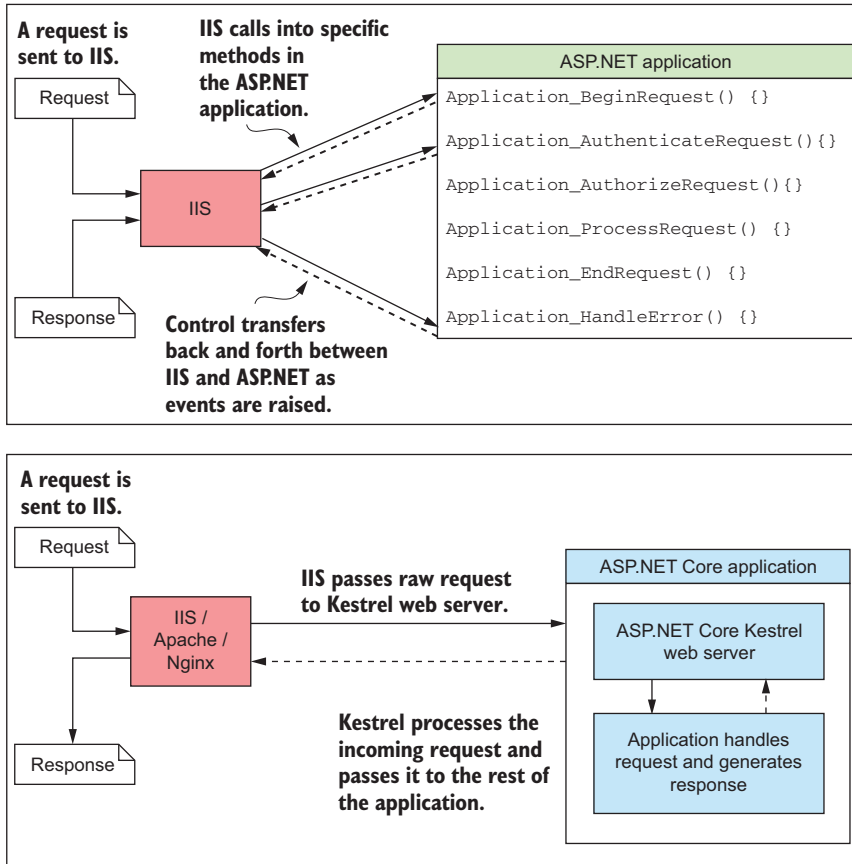 A request is
sent to IIS.
Request
Response
IIS
IIS calls into specific
methods in
the ASP.NET
application.
Control transfers
back and forth between
IIS and ASP.NET as
events are raised.
ASP.NET application
Application_BeginRequest() {}
Application_AuthenticateRequest(){}
Application_AuthorizeRequest(){}
Application_ProcessRequest() {}
Application_EndRequest() {}
Application_HandleError() {}
A request is
sent to IIS.
Request
IIS /
Apache /
Nginx
Response
IIS passes raw request
to Kestrel web server.
Kestrel processes the
incoming request and
passes it to the rest of
the application.
ASP.NET Core application
ASP.NET Core Kestrel
web server
Application handles
request and generates
response